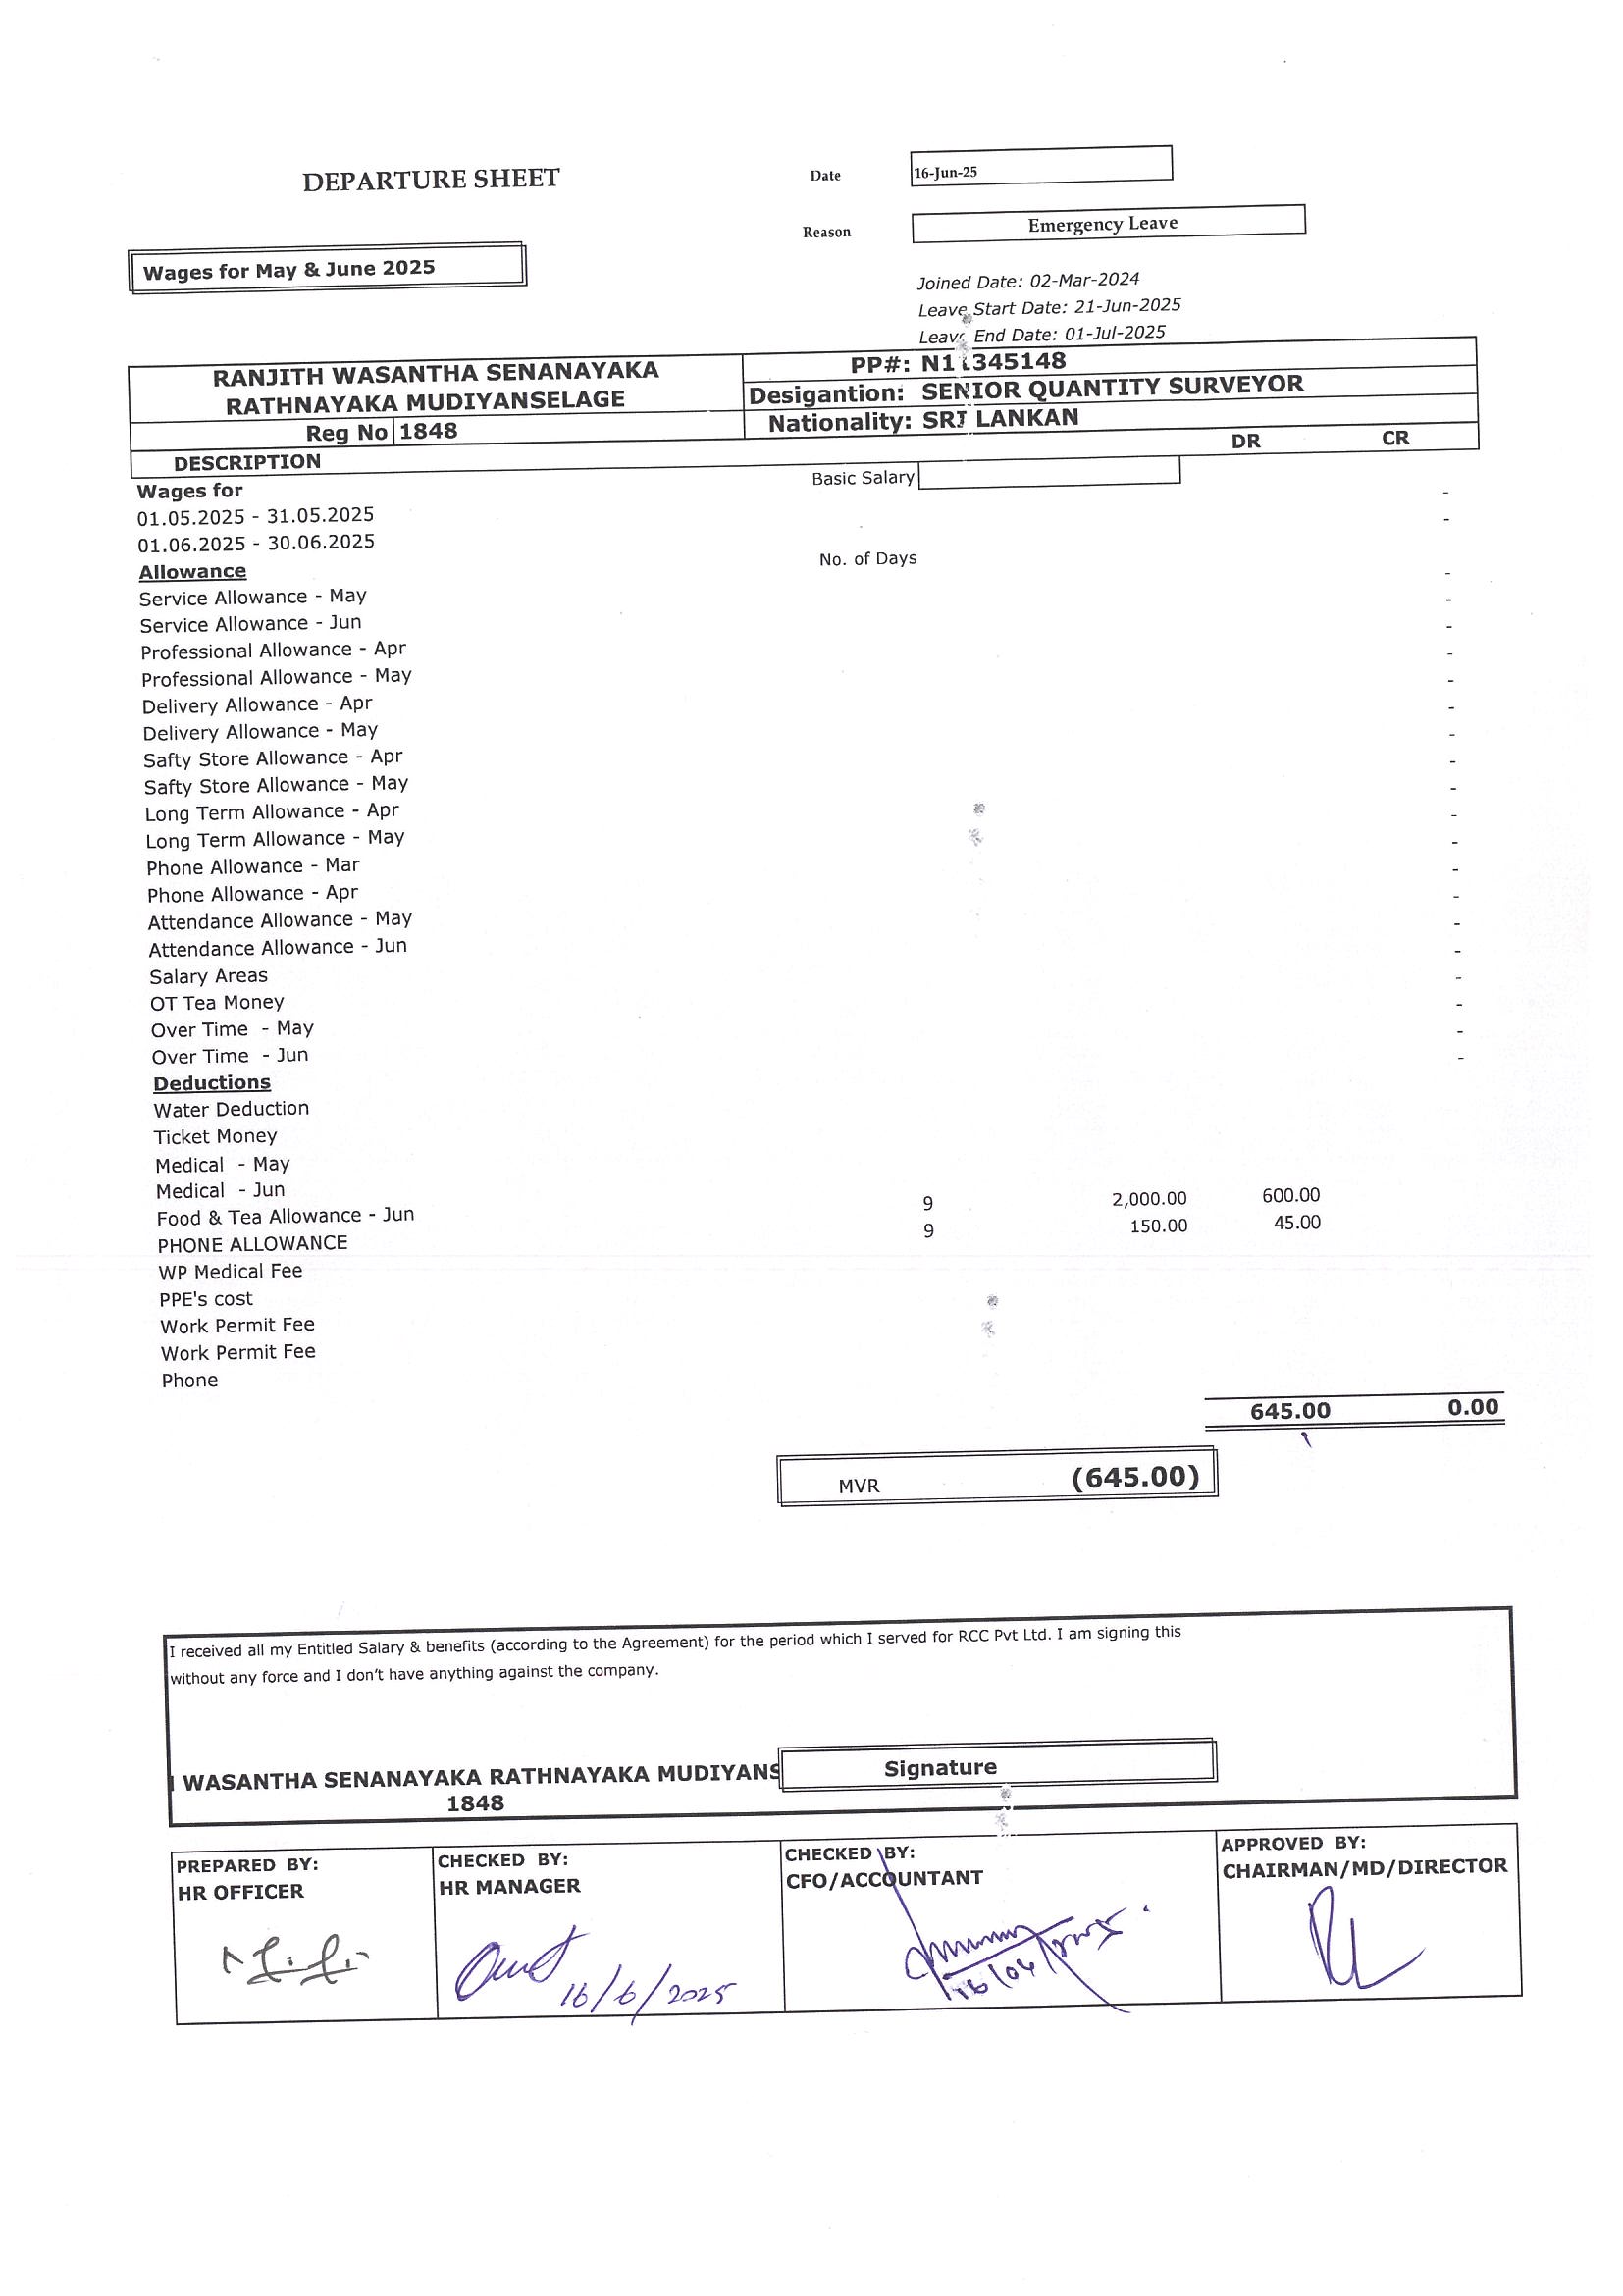 DEPARTURE SHEET
Date 16-Jun-25
Reason Emergency Leave
Wages for May & June 2025
Joined Date: 02-Mar-2024
Leave Start Date: 21-Jun-2025
Leave End Date: 01-Jul-2025
RANJITH WASANTHA SENANAYAKA
RATHNAYAKA MUDIYANSELAGE
Reg No 1848
PP#:
Desigantion: SENIOR QUANTITY SURVEYOR
Nationality: SRI LANKAN
DESCRIPTION DR CR
Wages for Basic Salary -
01.05.2025 - 31.05.2025 -
01.06.2025 - 30.06.2025
Allowance No. of Days -
Service Allowance - May -
Service Allowance - Jun -
Professional Allowance - Apr -
Professional Allowance - May -
Delivery Allowance - Apr -
Delivery Allowance - May -
Safty Store Allowance - Apr -
Safty Store Allowance - May -
Long Term Allowance - Apr -
Long Term Allowance - May -
Phone Allowance - Mar -
Phone Allowance - Apr -
Attendance Allowance - May -
Attendance Allowance - Jun -
Salary Areas -
OT Tea Money -
Over Time - May -
Over Time - Jun -
Deductions
Water Deduction
Ticket Money
Medical - May
Medical - Jun
Food & Tea Allowance - Jun 9 2,000.00 600.00
PHONE ALLOWANCE 9 150.00 45.00
WP Medical Fee
PPE's cost
Work Permit Fee
Work Permit Fee
Phone
645.00 0.00
MVR (645.00)
I received all my Entitled Salary & benefits (according to the Agreement) for the period which I served for RCC Pvt Ltd. I am signing this
without any force and I don't have anything against the company.
WASANTHA SENANAYAKA RATHNAYAKA MUDIYANS
1848
Signature
PREPARED BY:
HR OFFICER
CHECKED BY:
HR MANAGER
16/6/2025
CHECKED BY:
CFO/ACCOUNTANT
APPROVED BY:
CHAIRMAN/MD/DIRECTOR